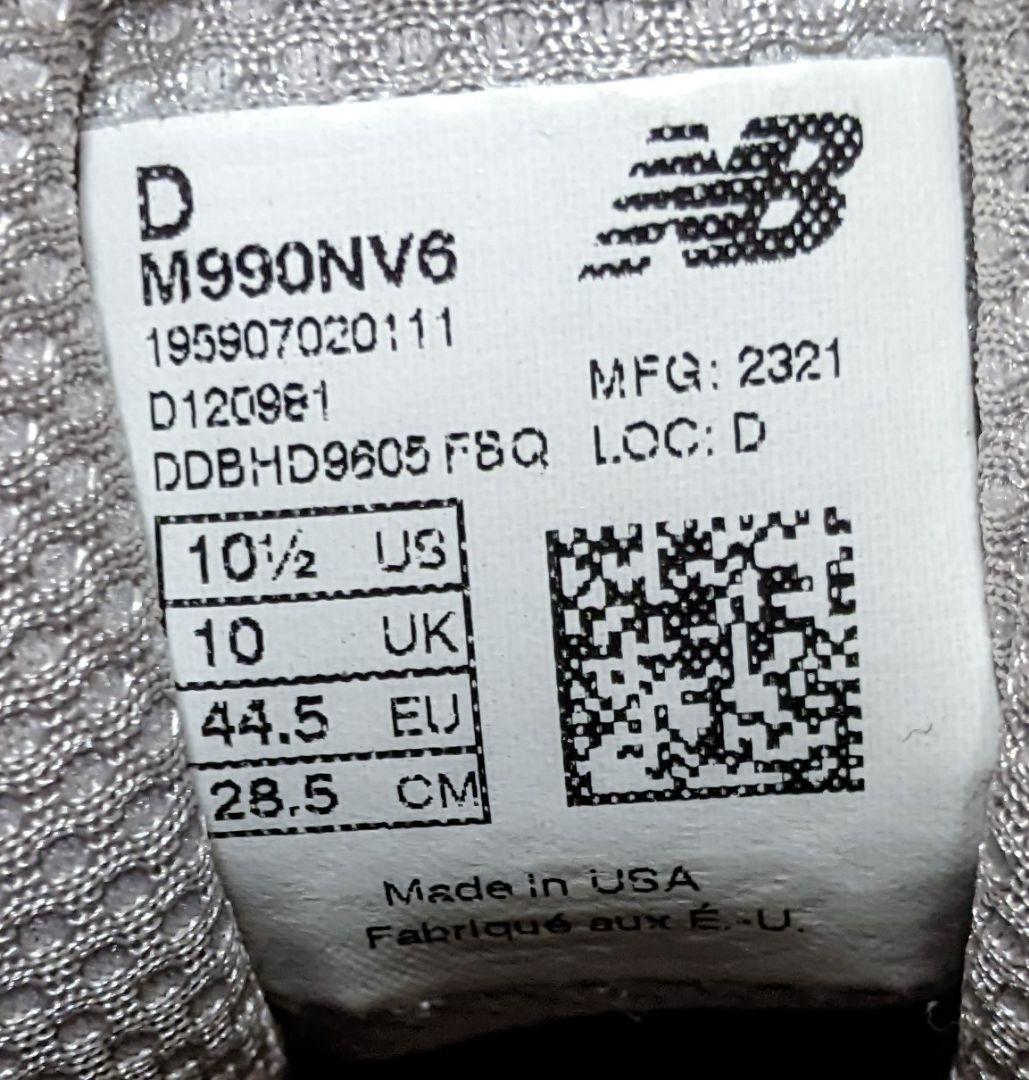 D
M990NV6
195907020111
D120981
DDBHD9605 FSQ
MFG: 2321
LOC: D
10½ US
10 UK
44.5 EU
28.5 CM
Made in USA
Fabriqué aux É.-U.